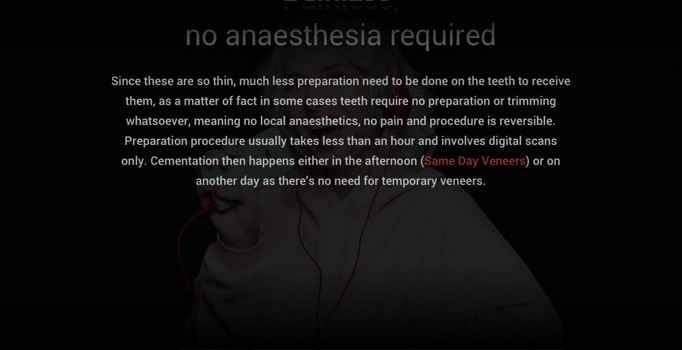 no anaesthesia required
Since these are so thin, much less preparation need to be done on the teeth to receive
them, as a matter of fact in some cases teeth require no preparation or trimming
whatsoever, meaning no local anaesthetics, no pain and procedure is reversible.
Preparation procedure usually takes less than an hour and involves digital scans
only. Cementation then happens either in the afternoon (Same Day Veneers) or on
another day as there's no need for temporary veneers.